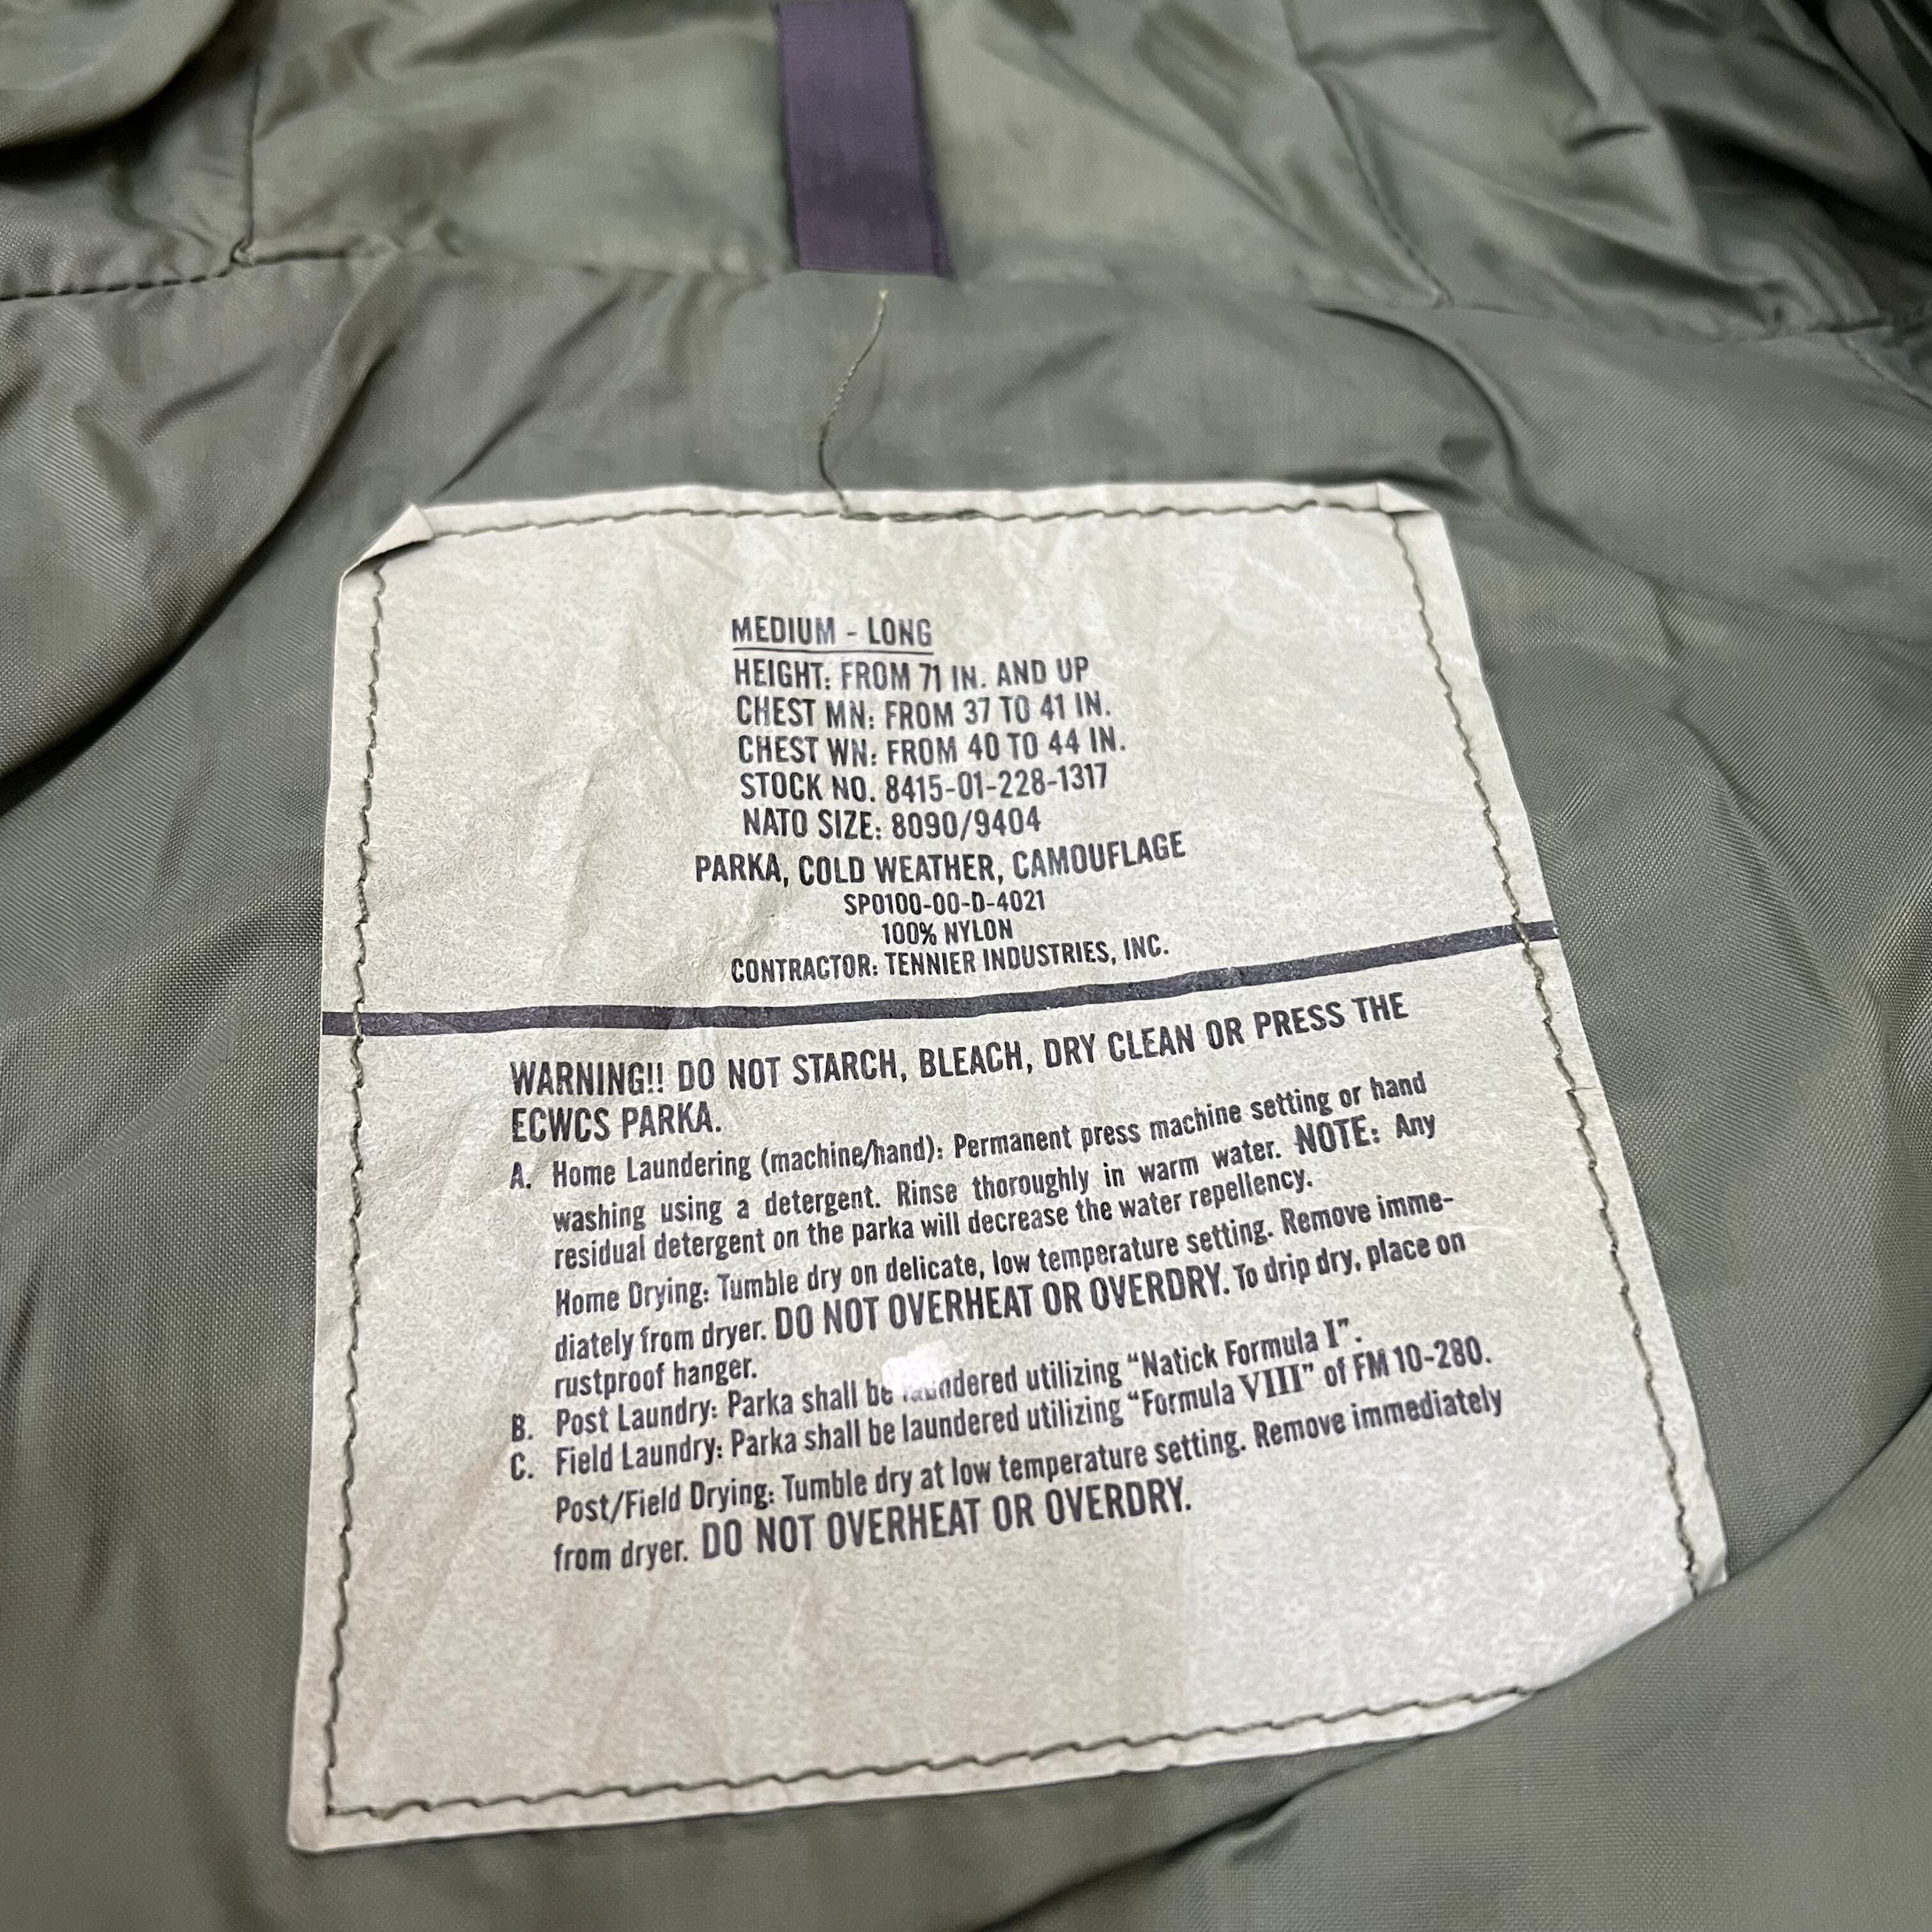 MEDIUM - LONG
HEIGHT: FROM 71 IN. AND UP
CHEST MN: FROM 37 TO 41 IN.
CHEST WN: FROM 40 TO 44 IN.
STOCK NO. 8415-01-228-1317
NATO SIZE: 8090/9404
PARKA, COLD WEATHER, CAMOUFLAGE
SP0100-00-D-4021
100% NYLON
CONTRACTOR: TENNIER INDUSTRIES, INC.
WARNING!! DO NOT STARCH, BLEACH, DRY CLEAN OR PRESS THE
ECWCS PARKA.
A. Home Laundering (machine/hand): Permanent press machine setting or hand
washing using a detergent. Rinse thoroughly in warm water. NOTE: Any
residual detergent on the parka will decrease the water repellency.
Home Drying: Tumble dry on delicate, low temperature setting. Remove imme-
diately from dryer. DO NOT OVERHEAT OR OVERDRY. To drip dry, place on
rustproof hanger.
B. Post Laundry: Parka shall be laundered utilizing "Natick Formula I".
C. Field Laundry: Parka shall be laundered utilizing "Formula VIII" of FM 10-280.
Post/Field Drying: Tumble dry at low temperature setting. Remove immediately
from dryer. DO NOT OVERHEAT OR OVERDRY.